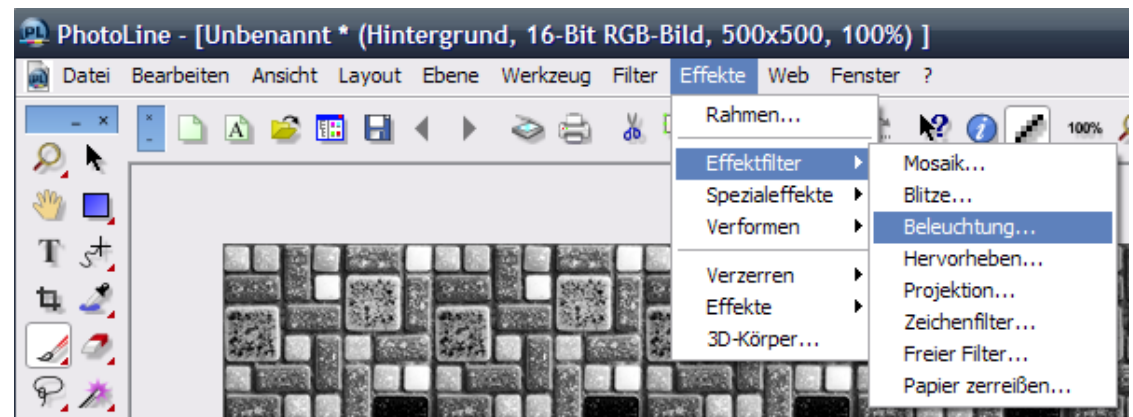 PhotoLine - [Unbenannt * (Hintergrund, 16-Bit RGB-Bild, 500x500, 100%) ]
Datei Bearbeiten Ansicht Layout Ebene Werkzeug Filter Effekte Web Fenster ?
100%
Rahmen...
Effektfilter
Spezialeffekte
Verformen
Verzerren
Effekte
3D-Körper...
Mosaik...
Blitze...
Beleuchtung...
Hervorheben...
Projektion...
Zeichenfilter...
Freier Filter...
Papier zerreißen...